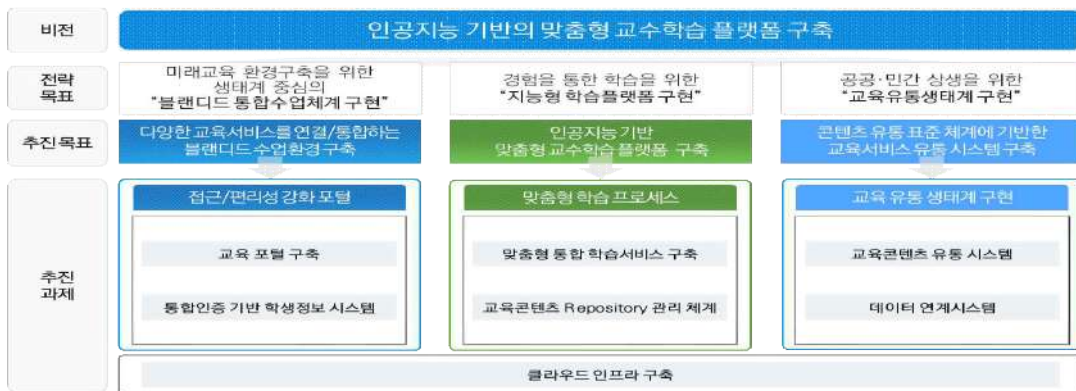 비전
인공지능 기반의 맞춤형 교수학습 플랫폼 구축
전략
목표
미래교육 환경구축을 위한
생태계 중심의
"블랜디드 통합수업체계 구현"
경험을 통한 학습을 위한
"지능형 학습플랫폼 구현"
공공·민간 상생을 위한
"교육유통생태계 구현"
추진목표
다양한 교육서비스를 연결/통합하는
블랜디드 수업환경 구축
인공지능 기반
맞춤형 교수학습 플랫폼 구축
콘텐츠 유통 표준 체계에 기반한
교육서비스 유통 시스템 구축
추진
과제
접근/편리성 강화 포털
교육 포털 구축
통합인증 기반 학생정보 시스템
맞춤형 학습 프로세스
맞춤형 통합 학습서비스 구축
교육콘텐츠 Repository 관리 체계
교육 유통 생태계 구현
교육콘텐츠 유통 시스템
데이터 연계시스템
클라우드 인프라 구축